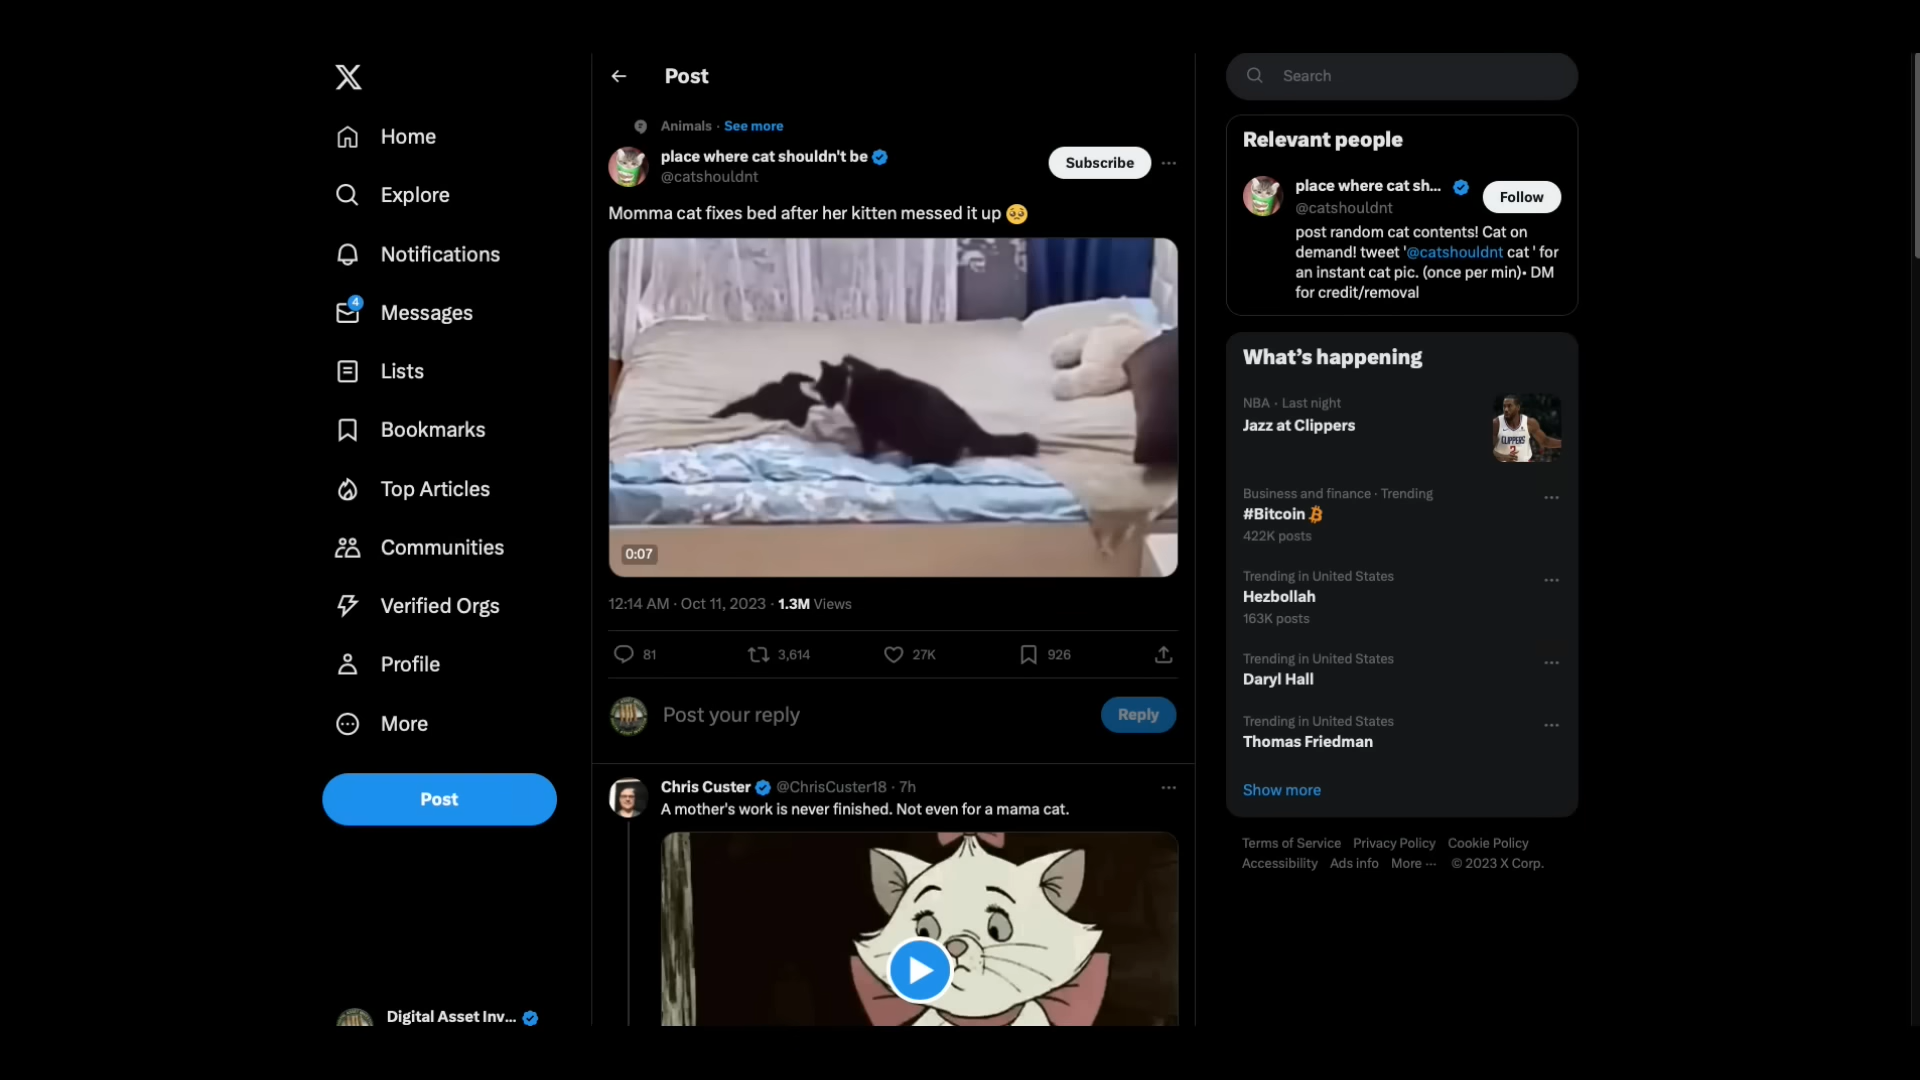 Home
Explore
Notifications
4
Messages
Lists
Bookmarks
Top Articles
Communities
Verified Orgs
Profile
More
Post
Digital Asset Inv...
Post
Animals · See more
place where cat shouldn't be
@catshouldnt
Subscribe
Momma cat fixes bed after her kitten messed it up 🥺
0:07
12:14 AM · Oct 11, 2023 · 1.3M Views
81 3,614 27K 926
Post your reply
Reply
Chris Custer @ChrisCuster18 · 7h
A mother's work is never finished. Not even for a mama cat.
Search
Relevant people
place where cat sh...
@catshouldnt
Follow
post random cat contents! Cat on
demand! tweet '@catshouldnt cat ' for
an instant cat pic. (once per min)• DM
for credit/removal
What's happening
NBA · Last night
Jazz at Clippers
CLIPPERS
2
Business and finance · Trending
#Bitcoin
422K posts
Trending in United States
Hezbollah
163K posts
Trending in United States
Daryl Hall
Trending in United States
Thomas Friedman
Show more
Terms of Service Privacy Policy Cookie Policy
Accessibility Ads info More ··· © 2023 X Corp.